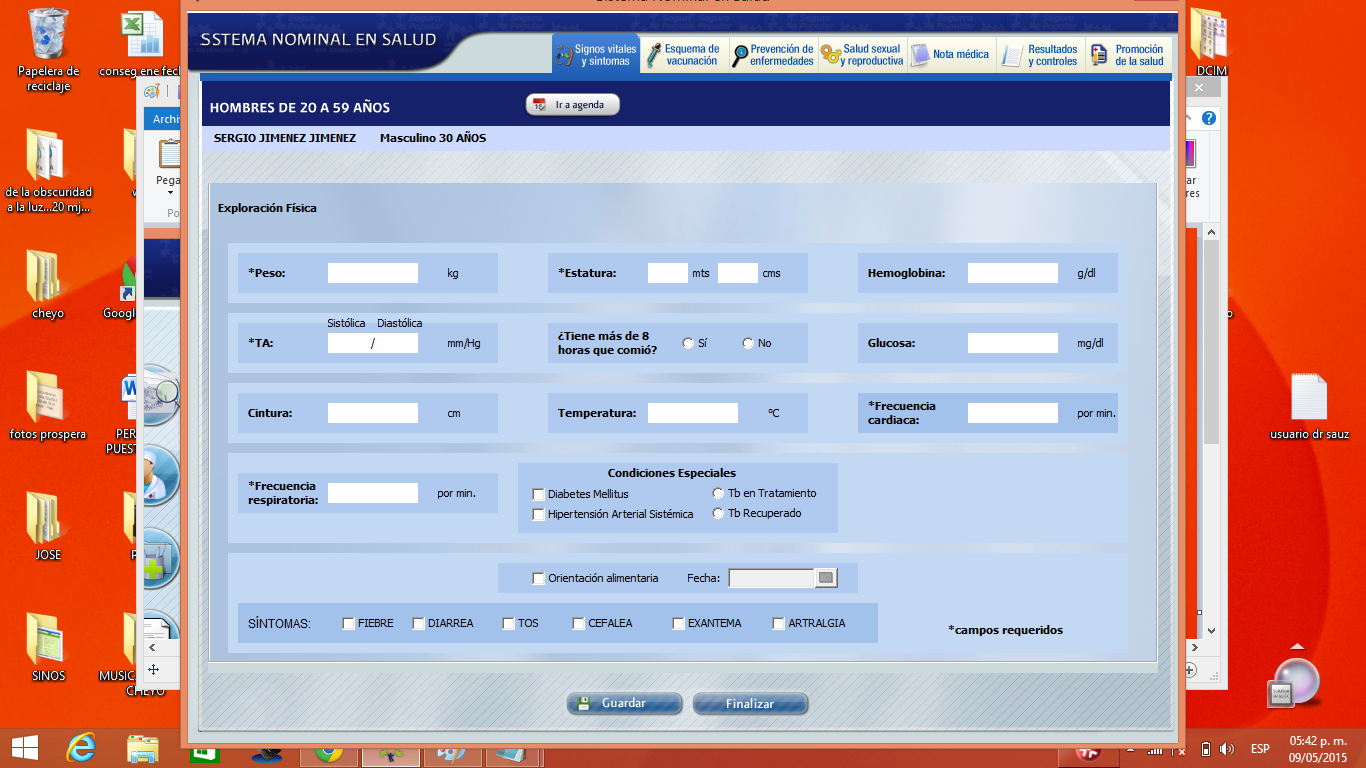 SSTEMA NOMINAL EN SALUD
Signos vitales
y síntomas
Esquema de
vacunación
Prevención de
enfermedades
Salud sexual
y reproductiva
Nota médica
Resultados
y controles
Promoción
de la salud
HOMBRES DE 20 A 59 AÑOS
Ir a agenda
SERGIO JIMENEZ JIMENEZ Masculino 30 AÑOS
Exploración Física
*Peso: kg
*Estatura: mts cms
Hemoglobina: g/dl
Sistólica Diastólica
*TA: / mm/Hg
¿Tiene más de 8
horas que comió? Sí No
Glucosa: mg/dl
Cintura: cm
Temperatura: ºC
*Frecuencia
cardiaca: por min.
*Frecuencia
respiratoria: por min.
Condiciones Especiales
Diabetes Mellitus Tb en Tratamiento
Hipertensión Arterial Sistémica Tb Recuperado
Orientación alimentaria Fecha:
SÍNTOMAS: FIEBRE DIARREA TOS CEFALEA EXANTEMA ARTRALGIA
*campos requeridos
Guardar Finalizar
Papelera de
reciclaje
conseg ene fech
de la obscuridad
a la luz...20 mj...
cheyo
Google
fotos prospera
PER
PUEST
JOSE
SINOS
MUSICA
CHEYO
Archi
Pega
Po
DCIM
usuario dr sauz
ESP
05:42 p. m.
09/05/2015